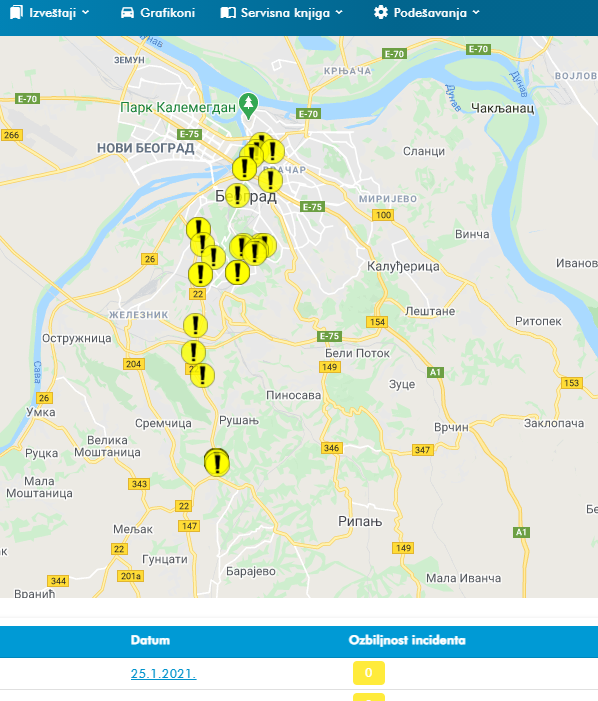 Izveštaji Grafikoni Servisna knjiga Podešavanja
Дунав
ЗЕМУН
КРЊАЧА
E-70
E-70
ВОЈЛОВ
Дунав
E-70
Парк Калемегдан
Дунав
Чакљанац
E-70
266
E-75
НОВИ БЕОГРАД
Сланци
ВРАЧАР
Београд
МИРИЈЕВО
E-75
100
Винча
26
Калуђерица
Иванов
22
ЖЕЛЕЗНИК
Лештане
154
Ритопек
Остружница
E-75
Бели Поток
204
149
A1
Сава
Зуце
153
26
Пиносава
Умка
Сремчица
Рушањ
Врчин
Заклопача
Велика
Моштаница
346
347
Руцка
Мала
Моштаница
343
22
147
Рипањ
A1
Мељак
22
149
Гунцати
Барајево
201a
344
Мала Иванча
Вранић
Datum Ozbiljnost incidenta
25.1.2021. 0